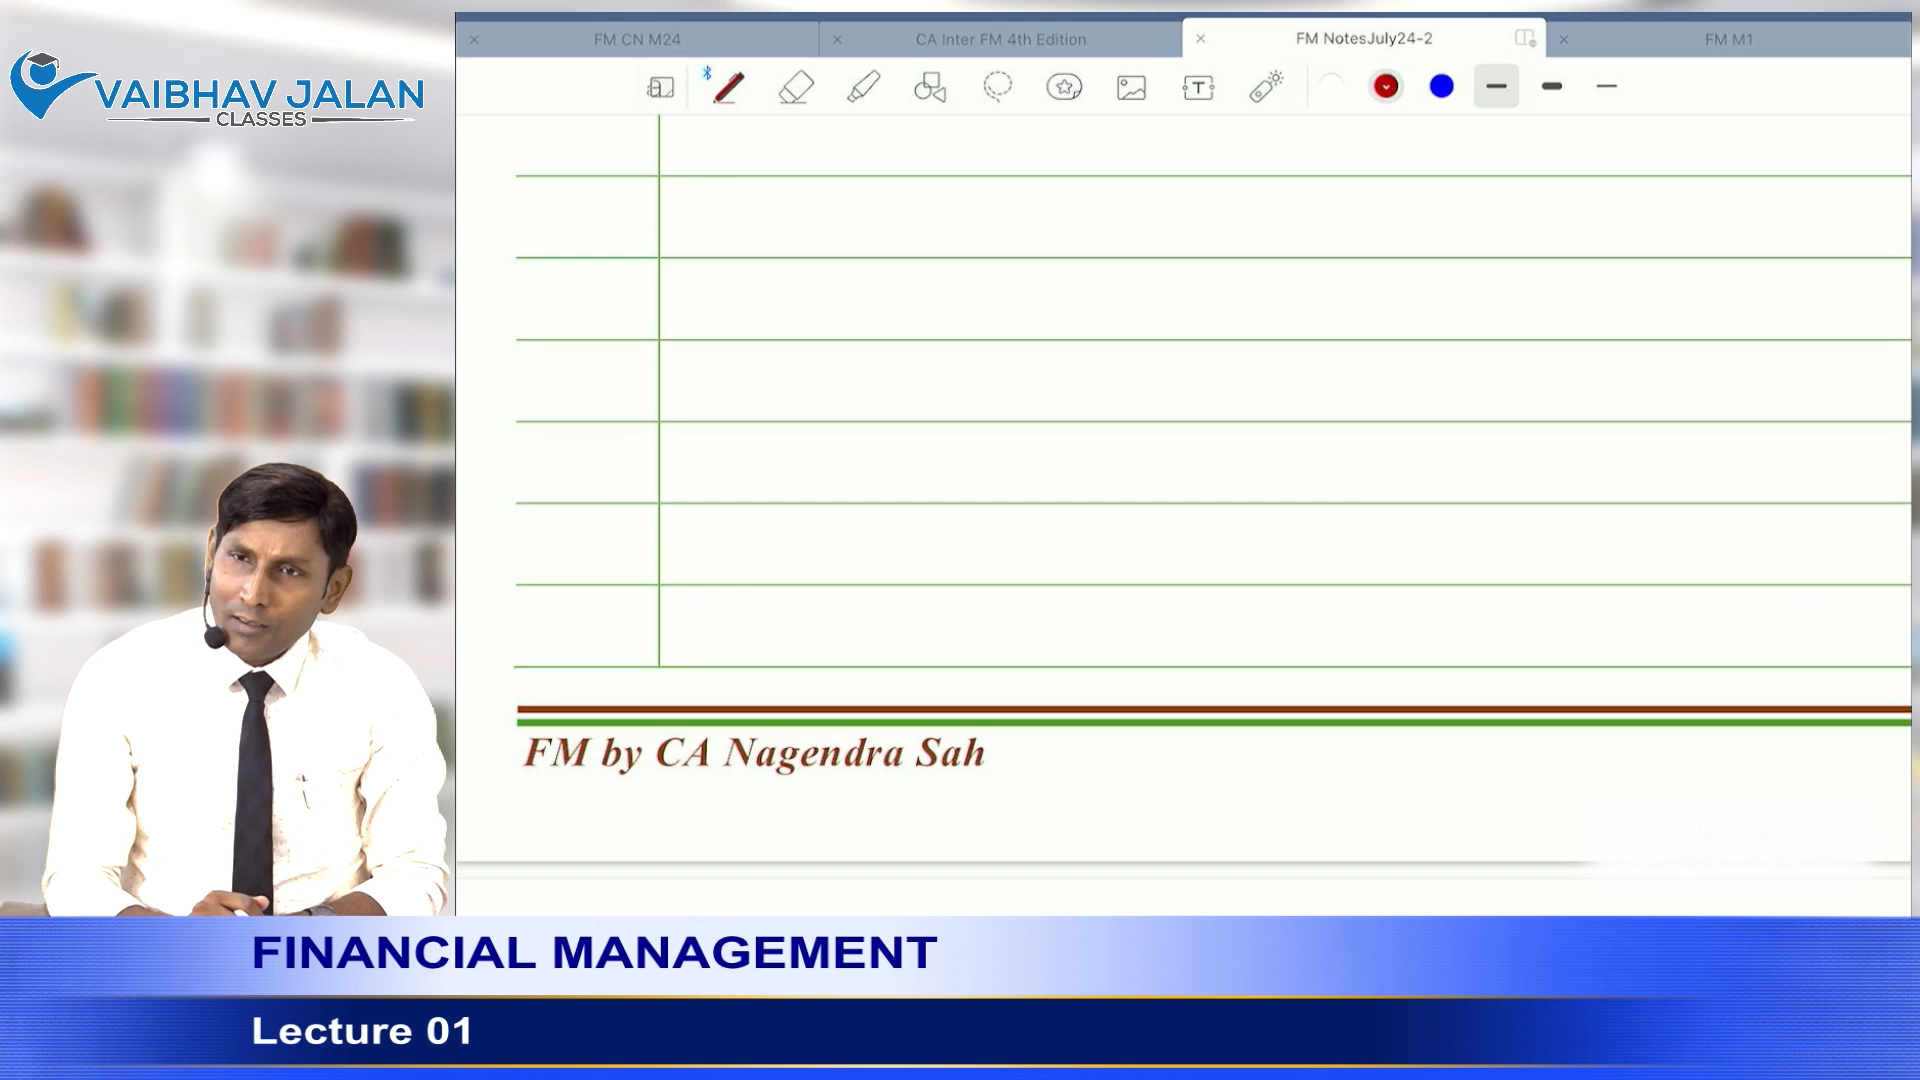 VAIBHAV JALAN
CLASSES
FM CN M24
CA Inter FM 4th Edition
FM NotesJuly24-2
FM M1
T
FM by CA Nagendra Sah
FINANCIAL MANAGEMENT
Lecture 01